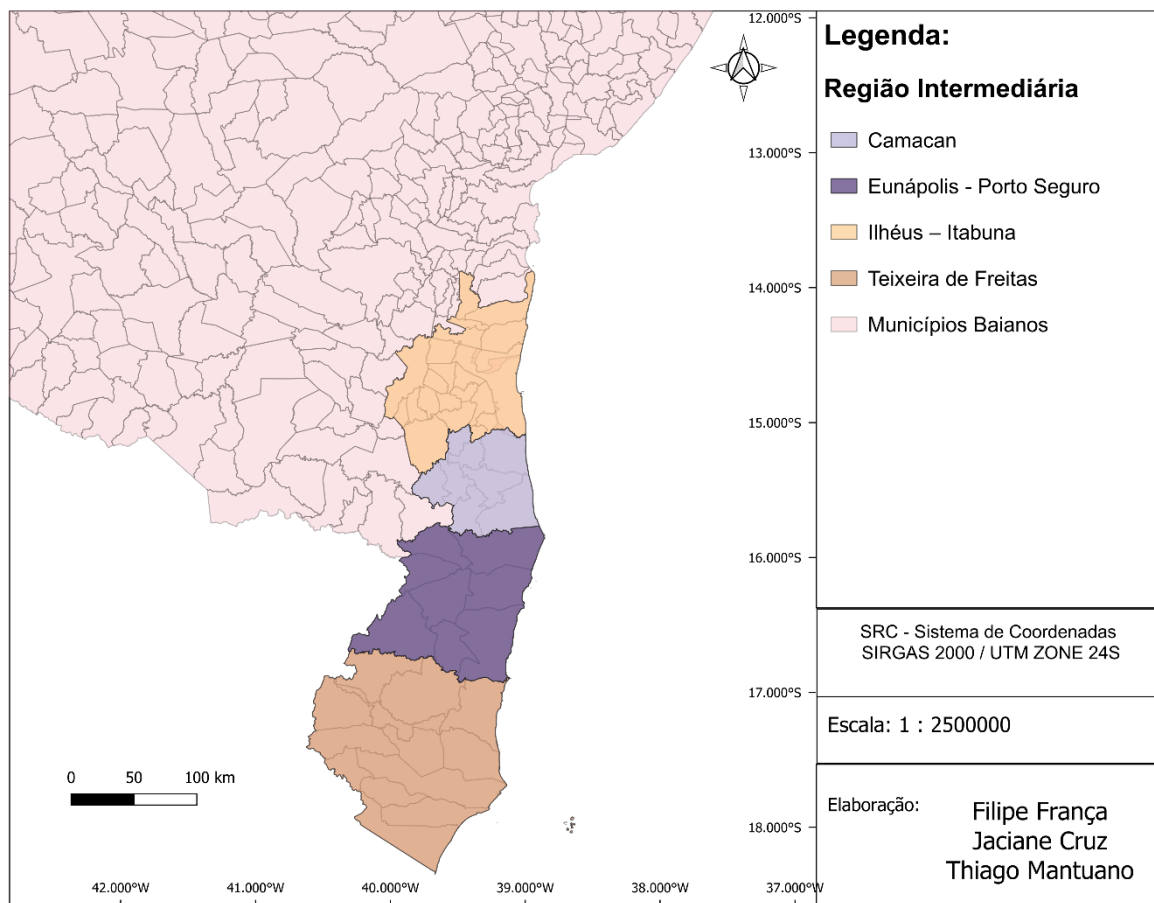 Legenda:
Região Intermediária
Camacan
Eunápolis - Porto Seguro
Ilhéus – Itabuna
Teixeira de Freitas
Municípios Baianos
12.000°S
13.000°S
14.000°S
15.000°S
16.000°S
17.000°S
18.000°S
0 50 100 km
42.000°W 41.000°W 40.000°W 39.000°W 38.000°W 37.000°W
SRC - Sistema de Coordenadas
SIRGAS 2000 / UTM ZONE 24S
Escala: 1 : 2500000
Elaboração:
Filipe França
Jaciane Cruz
Thiago Mantuano